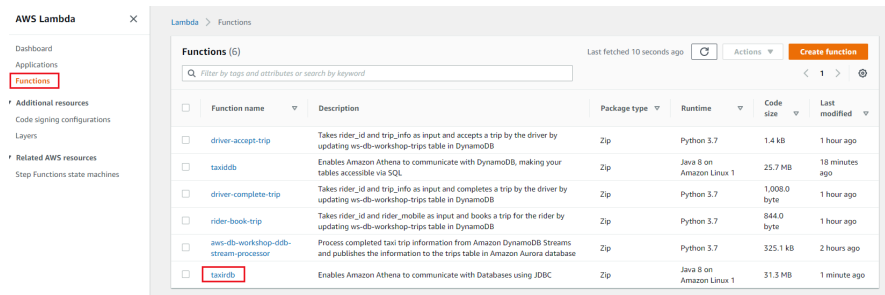 AWS Lambda
Lambda > Functions
Dashboard
Applications
Functions
Additional resources
Code signing configurations
Layers
Related AWS resources
Step Functions state machines
Functions (6)
Last fetched 10 seconds ago
Actions
Create function
Filter by tags and attributes or search by keyword
1
Function name
Description
Package type
Runtime
Code size
Last modified
driver-accept-trip
Takes rider_id and trip_info as input and accepts a trip by the driver by
updating ws-db-workshop-trips table in DynamoDB
Zip
Python 3.7
1.4 kB
1 hour ago
taxiddb
Enables Amazon Athena to communicate with DynamoDB, making your
tables accessible via SQL
Zip
Java 8 on
Amazon Linux 1
25.7 MB
18 minutes
ago
driver-complete-trip
Takes rider_id and trip_info as input and completes a trip by the driver by
updating ws-db-workshop-trips table in DynamoDB
Zip
Python 3.7
1,008.0
byte
1 hour ago
rider-book-trip
Takes rider_id and rider_mobile as input and books a trip for the rider by
updating ws-db-workshop-trips table in DynamoDB
Zip
Python 3.7
844.0
byte
1 hour ago
aws-db-workshop-ddb-
stream-processor
Process completed taxi trip information from Amazon DynamoDB Streams
and publishes the information to the trips table in Amazon Aurora database
Zip
Python 3.7
325.1 kB
2 hours ago
taxirdb
Enables Amazon Athena to communicate with Databases using JDBC
Zip
Java 8 on
Amazon Linux 1
31.3 MB
1 minute ago